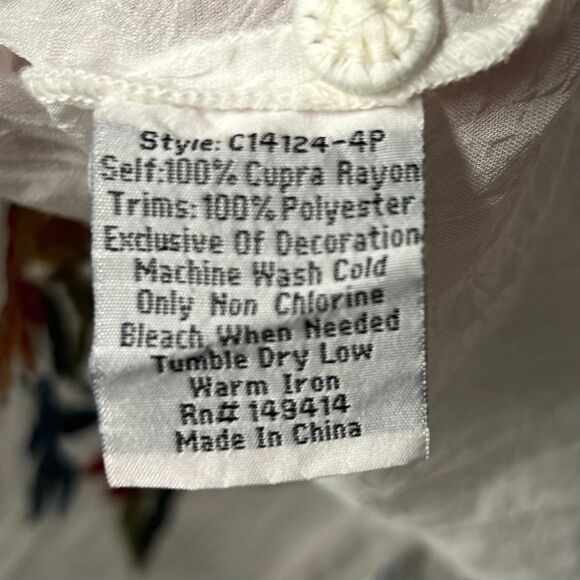 Style: C14124-4P
Self:100% Cupra Rayon
Trims:100% Polyester
Exclusive Of Decoration
Machine Wash Cold
Only Non Chlorine
Bleach When Needed
Tumble Dry Low
Warm Iron
Rn# 149414
Made In China